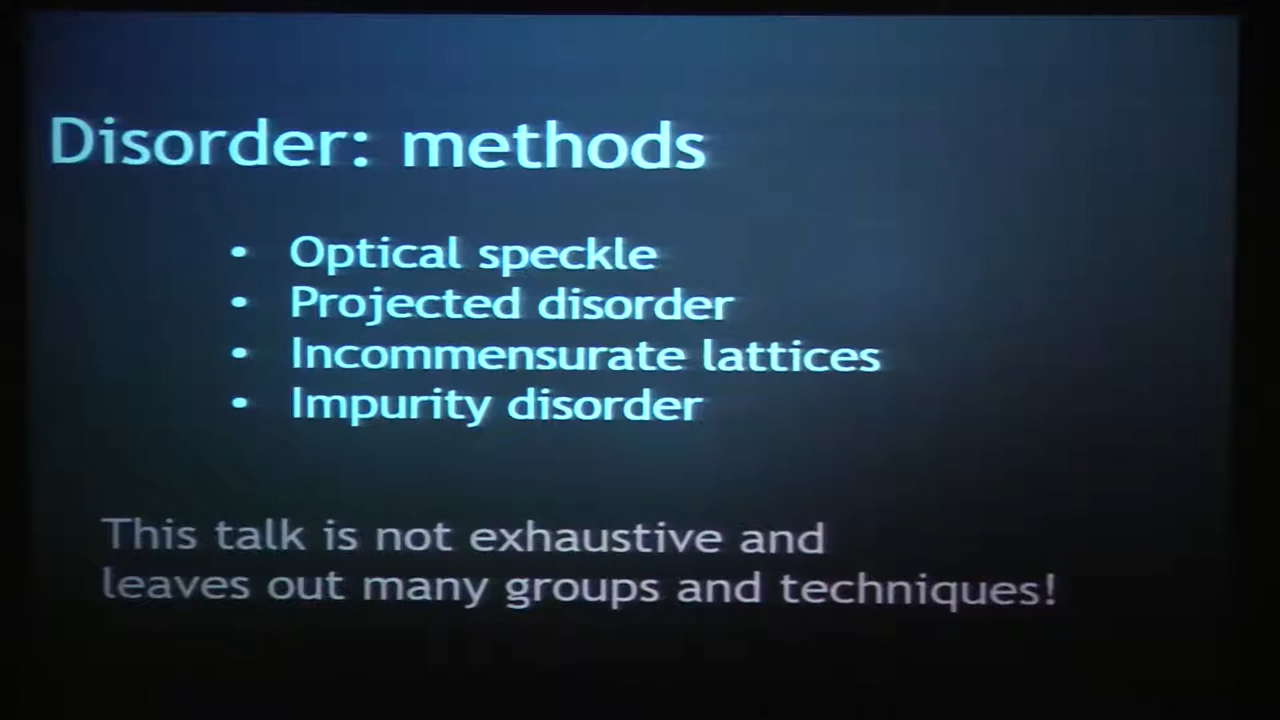 Disorder: methods
• Optical speckle
• Projected disorder
• Incommensurate lattices
• Impurity disorder
This talk is not exhaustive and
leaves out many groups and techniques!